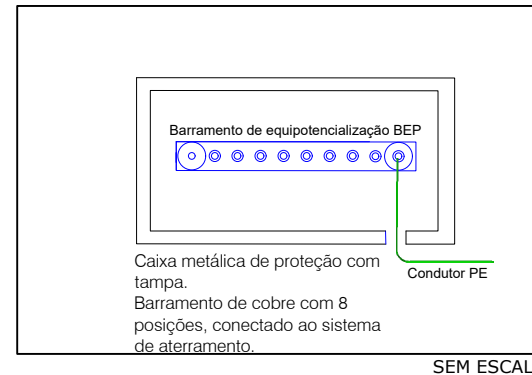 Barramento de equipotencialização BEP
Condutor PE
Caixa metálica de proteção com
tampa.
Barramento de cobre com 8
posições, conectado ao sistema
de aterramento.
SEM ESCAL